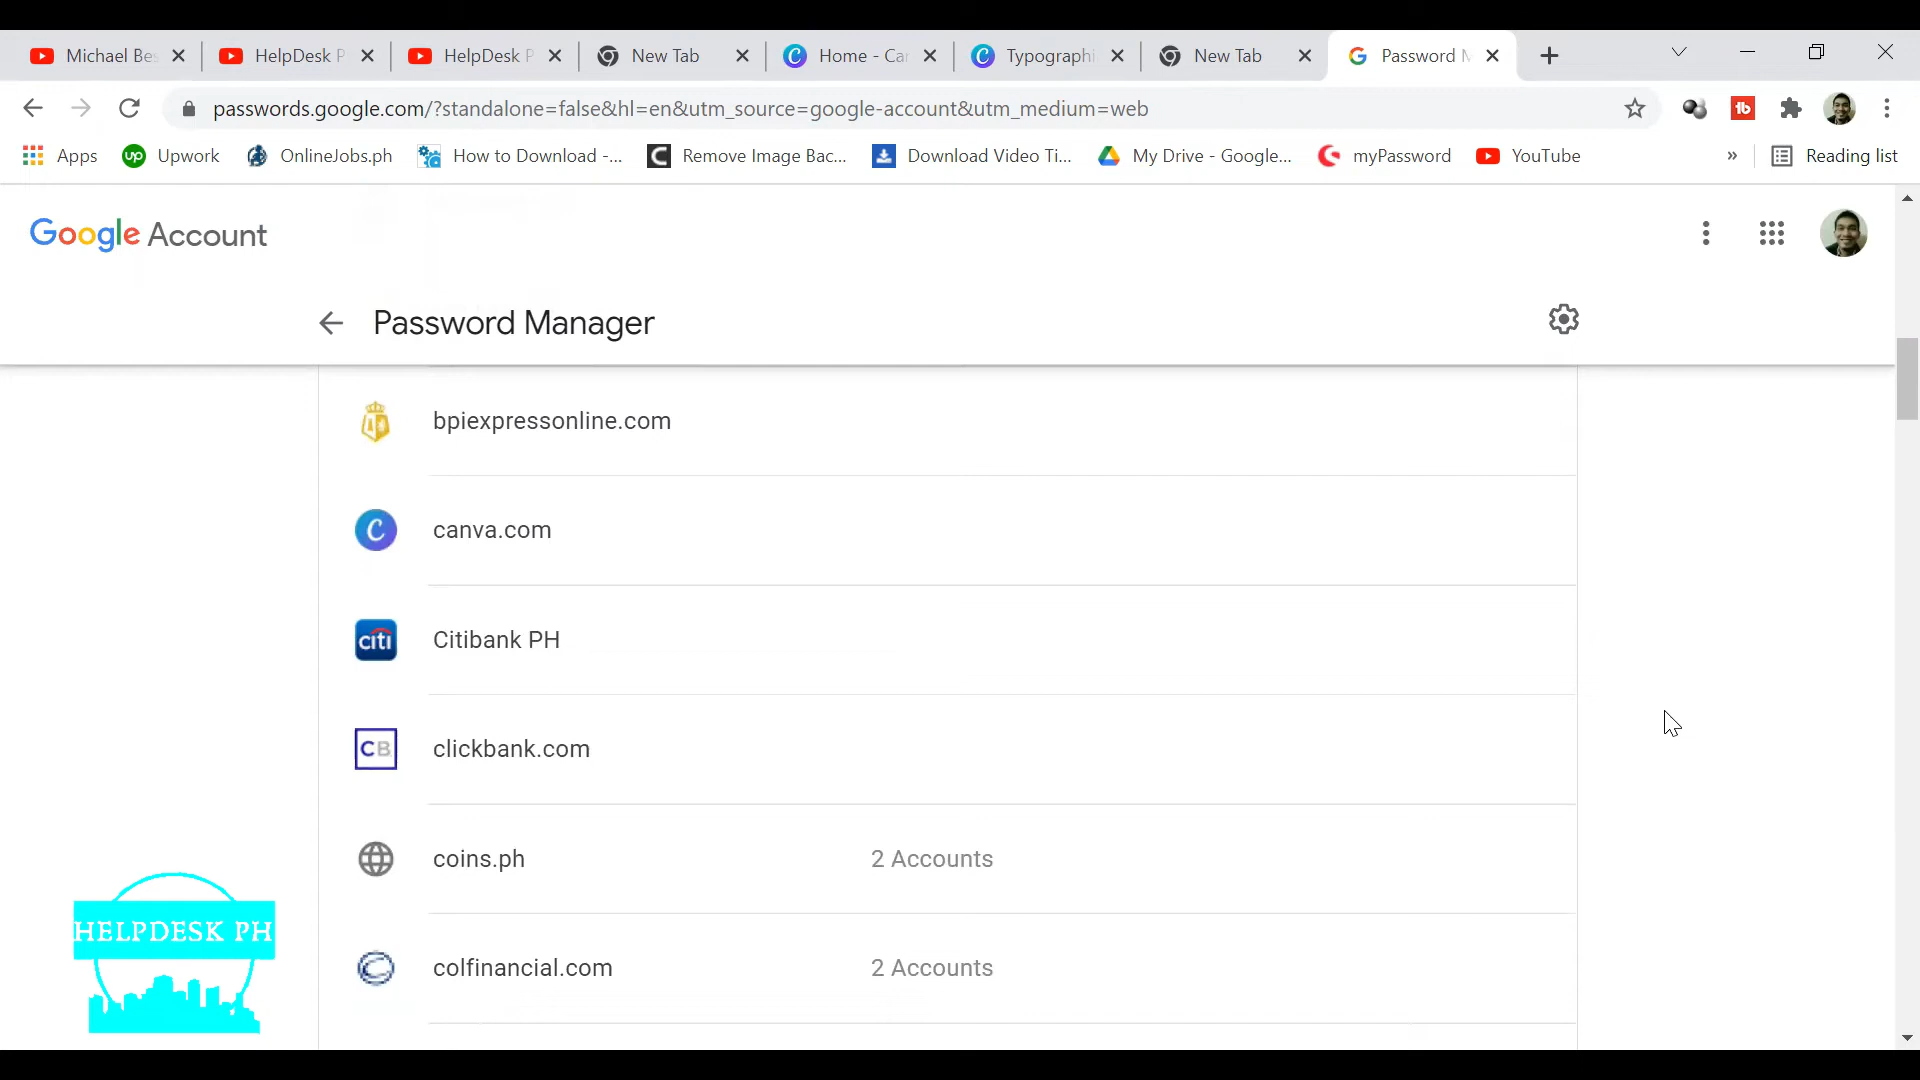 Michael Bes
HelpDesk P
HelpDesk P
New Tab
Home - Can
Typographi
New Tab
Password M
passwords.google.com/?standalone=false&hl=en&utm_source=google-account&utm_medium=web
Apps
Upwork
OnlineJobs.ph
How to Download -...
Remove Image Bac...
Download Video Ti...
My Drive - Google...
myPassword
YouTube
»
Reading list
Google Account
Password Manager
bpiexpressonline.com
canva.com
citi Citibank PH
CB clickbank.com
coins.ph 2 Accounts
colfinancial.com 2 Accounts
HELPDESK PH